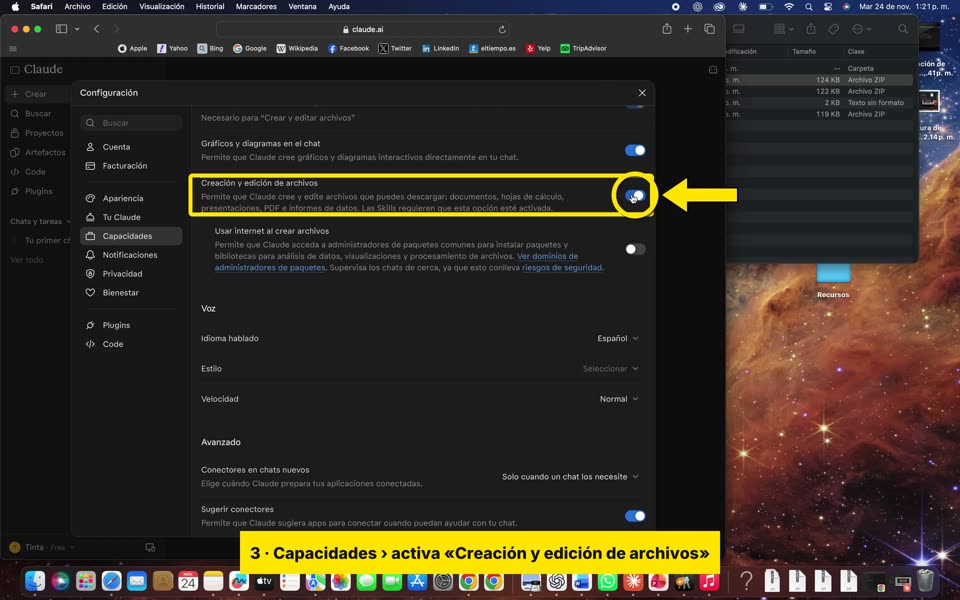 Safari Archivo Edición Visualización Historial Marcadores Ventana Ayuda Mar 24 de nov. 1:21 p. m.
claude.ai
Apple Yahoo Bing Google Wikipedia Facebook Twitter LinkedIn eltiempo.es Yelp TripAdvisor
Tamaño Clase
-- Carpeta
124 KB Archivo ZIP
122 KB Archivo ZIP
2 KB Texto sin formato
119 KB Archivo ZIP
Claude
Crear
Buscar
Proyectos
Artefactos
Code
Plugins
Chats y tareas
Tu primer ch
Ver todo
Tinta · Free
Configuración
Buscar
Cuenta
Facturación
Apariencia
Tu Claude
Capacidades
Notificaciones
Privacidad
Bienestar
Plugins
Code
Necesario para “Crear y editar archivos”
Gráficos y diagramas en el chat
Permite que Claude cree gráficos y diagramas interactivos directamente en tu chat.
Creación y edición de archivos
Permite que Claude cree y edite archivos que puedes descargar: documentos, hojas de cálculo,
presentaciones, PDF e informes de datos. Las Skills requieren que esta opción esté activada.
Usar internet al crear archivos
Permite que Claude acceda a administradores de paquetes comunes para instalar paquetes y
bibliotecas para análisis de datos, visualizaciones y procesamiento de archivos. Ver dominios de
administradores de paquetes. Supervisa los chats de cerca, ya que esto conlleva riesgos de seguridad.
Voz
Idioma hablado Español
Estilo Seleccionar
Velocidad Normal
Avanzado
Conectores en chats nuevos
Elige cuándo Claude prepara tus aplicaciones conectadas.
Solo cuando un chat los necesite
Sugerir conectores
Permite que Claude sugiera apps para conectar cuando puedan ayudar con tu chat.
Recursos
3 · Capacidades › activa «Creación y edición de archivos»